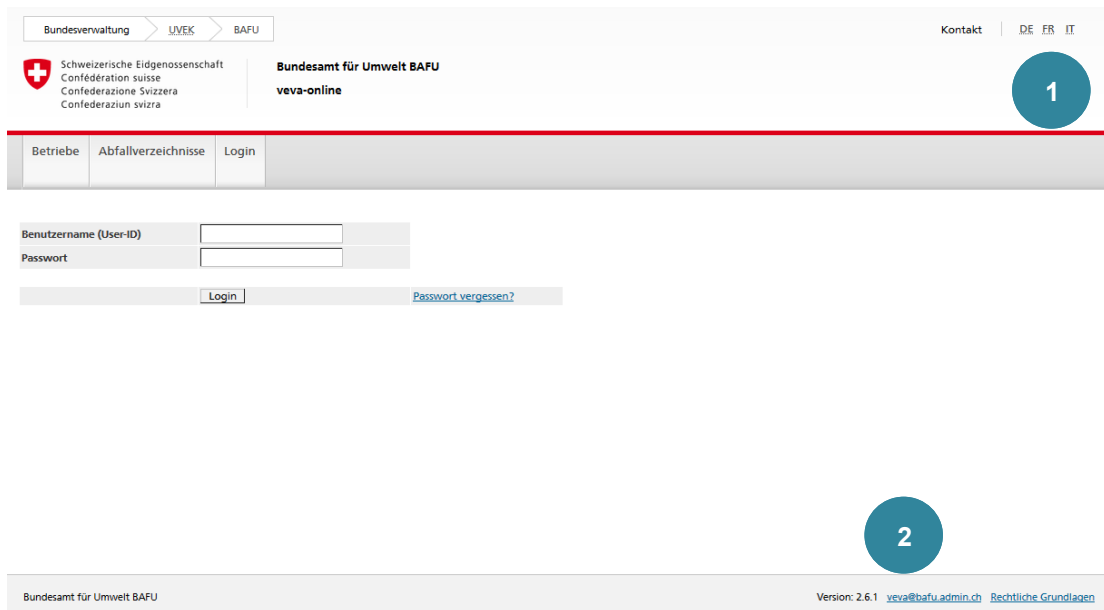 Bundesverwaltung UVEK BAFU Kontakt DE FR IT
Schweizerische Eidgenossenschaft
Confédération suisse
Confederazione Svizzera
Confederaziun svizra
Bundesamt für Umwelt BAFU
veva-online
1
Betriebe Abfallverzeichnisse Login
Benutzername (User-ID)
Passwort
Login Passwort vergessen?
2
Bundesamt für Umwelt BAFU Version: 2.6.1 veva@bafu.admin.ch Rechtliche Grundlagen